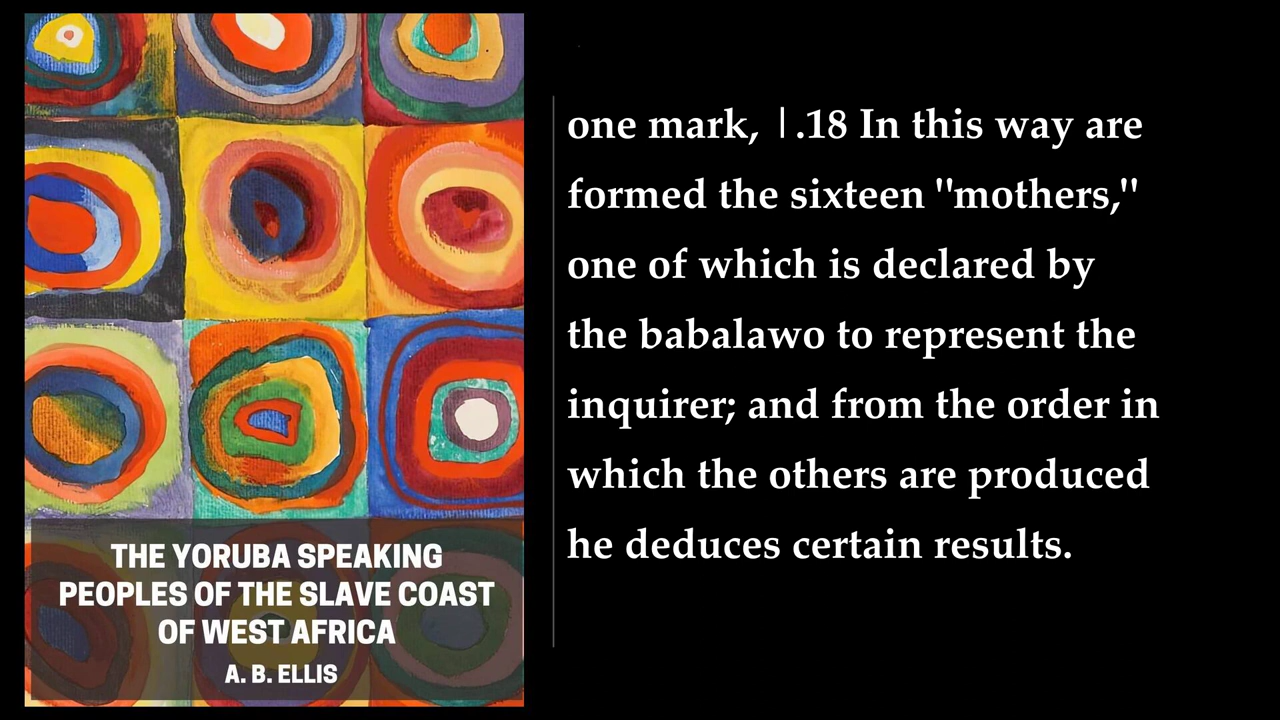 THE YORUBA SPEAKING
PEOPLES OF THE SLAVE COAST
OF WEST AFRICA
A. B. ELLIS
one mark, |.18 In this way are
formed the sixteen "mothers,"
one of which is declared by
the babalawo to represent the
inquirer; and from the order in
which the others are produced
he deduces certain results.